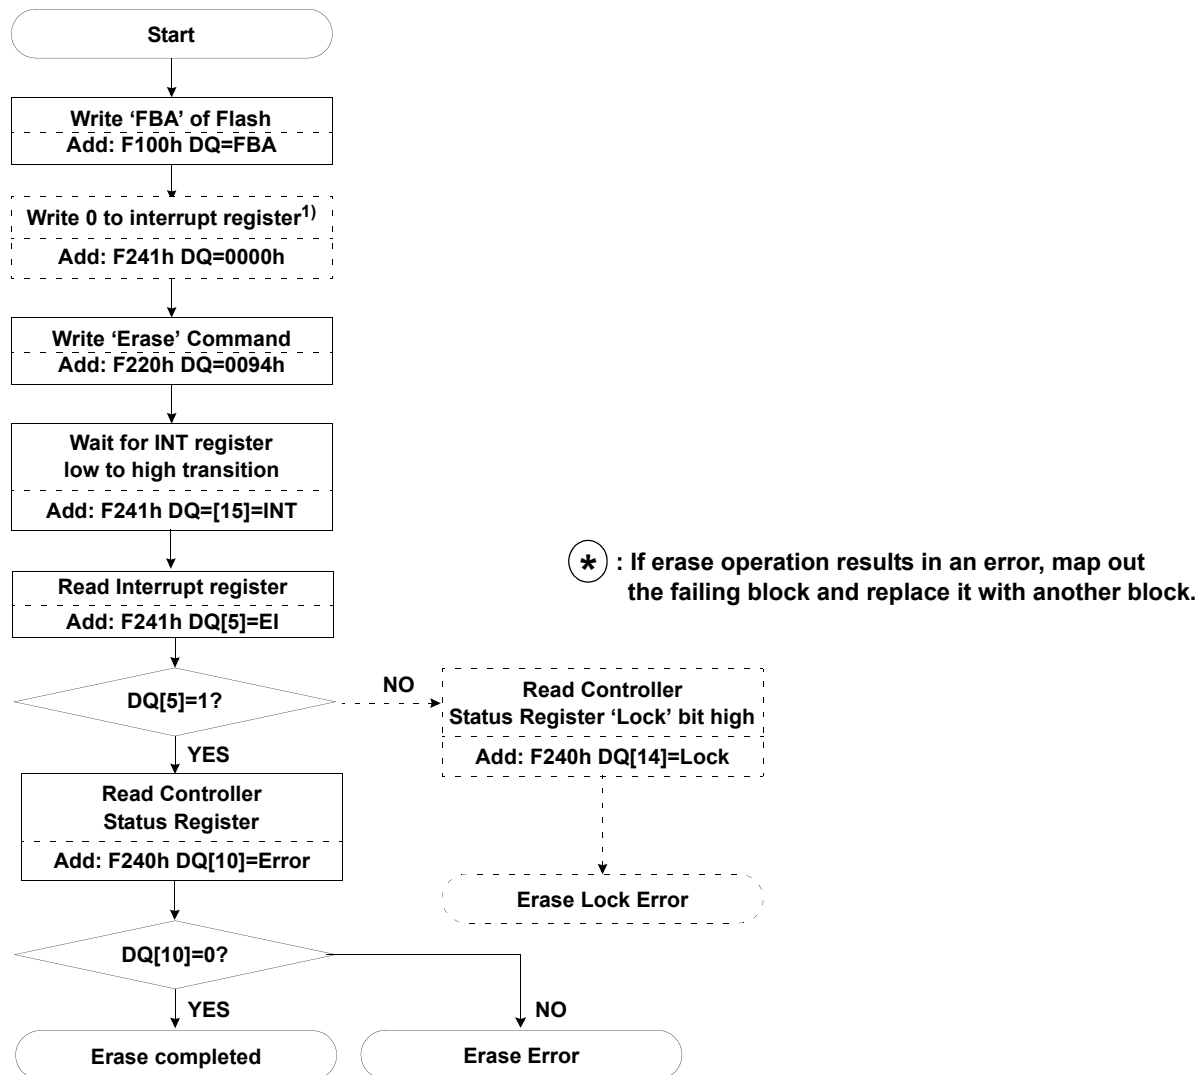 Start
Write ‘FBA’ of Flash
Add: F100h DQ=FBA
Write 0 to interrupt register1)
Add: F241h DQ=0000h
Write ‘Erase’ Command
Add: F220h DQ=0094h
Wait for INT register
low to high transition
Add: F241h DQ=[15]=INT
* : If erase operation results in an error, map out
the failing block and replace it with another block.
Read Interrupt register
Add: F241h DQ[5]=EI
DQ[5]=1?
NO
Read Controller
Status Register ‘Lock’ bit high
Add: F240h DQ[14]=Lock
YES
Read Controller
Status Register
Add: F240h DQ[10]=Error
Erase Lock Error
DQ[10]=0?
YES
NO
Erase completed
Erase Error